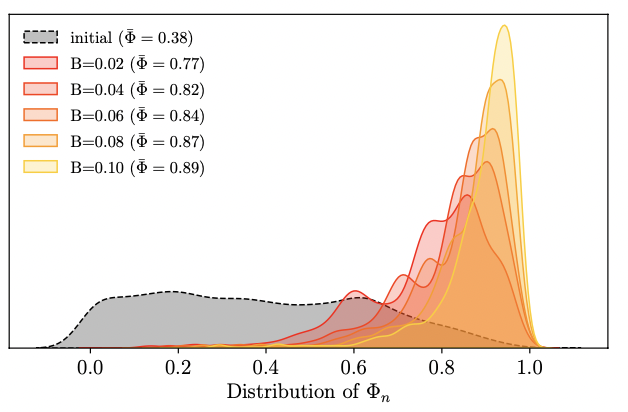 initial (Φ̄ = 0.38)
B=0.02 (Φ̄ = 0.77)
B=0.04 (Φ̄ = 0.82)
B=0.06 (Φ̄ = 0.84)
B=0.08 (Φ̄ = 0.87)
B=0.10 (Φ̄ = 0.89)
0.0 0.2 0.4 0.6 0.8 1.0
Distribution of Φₙ